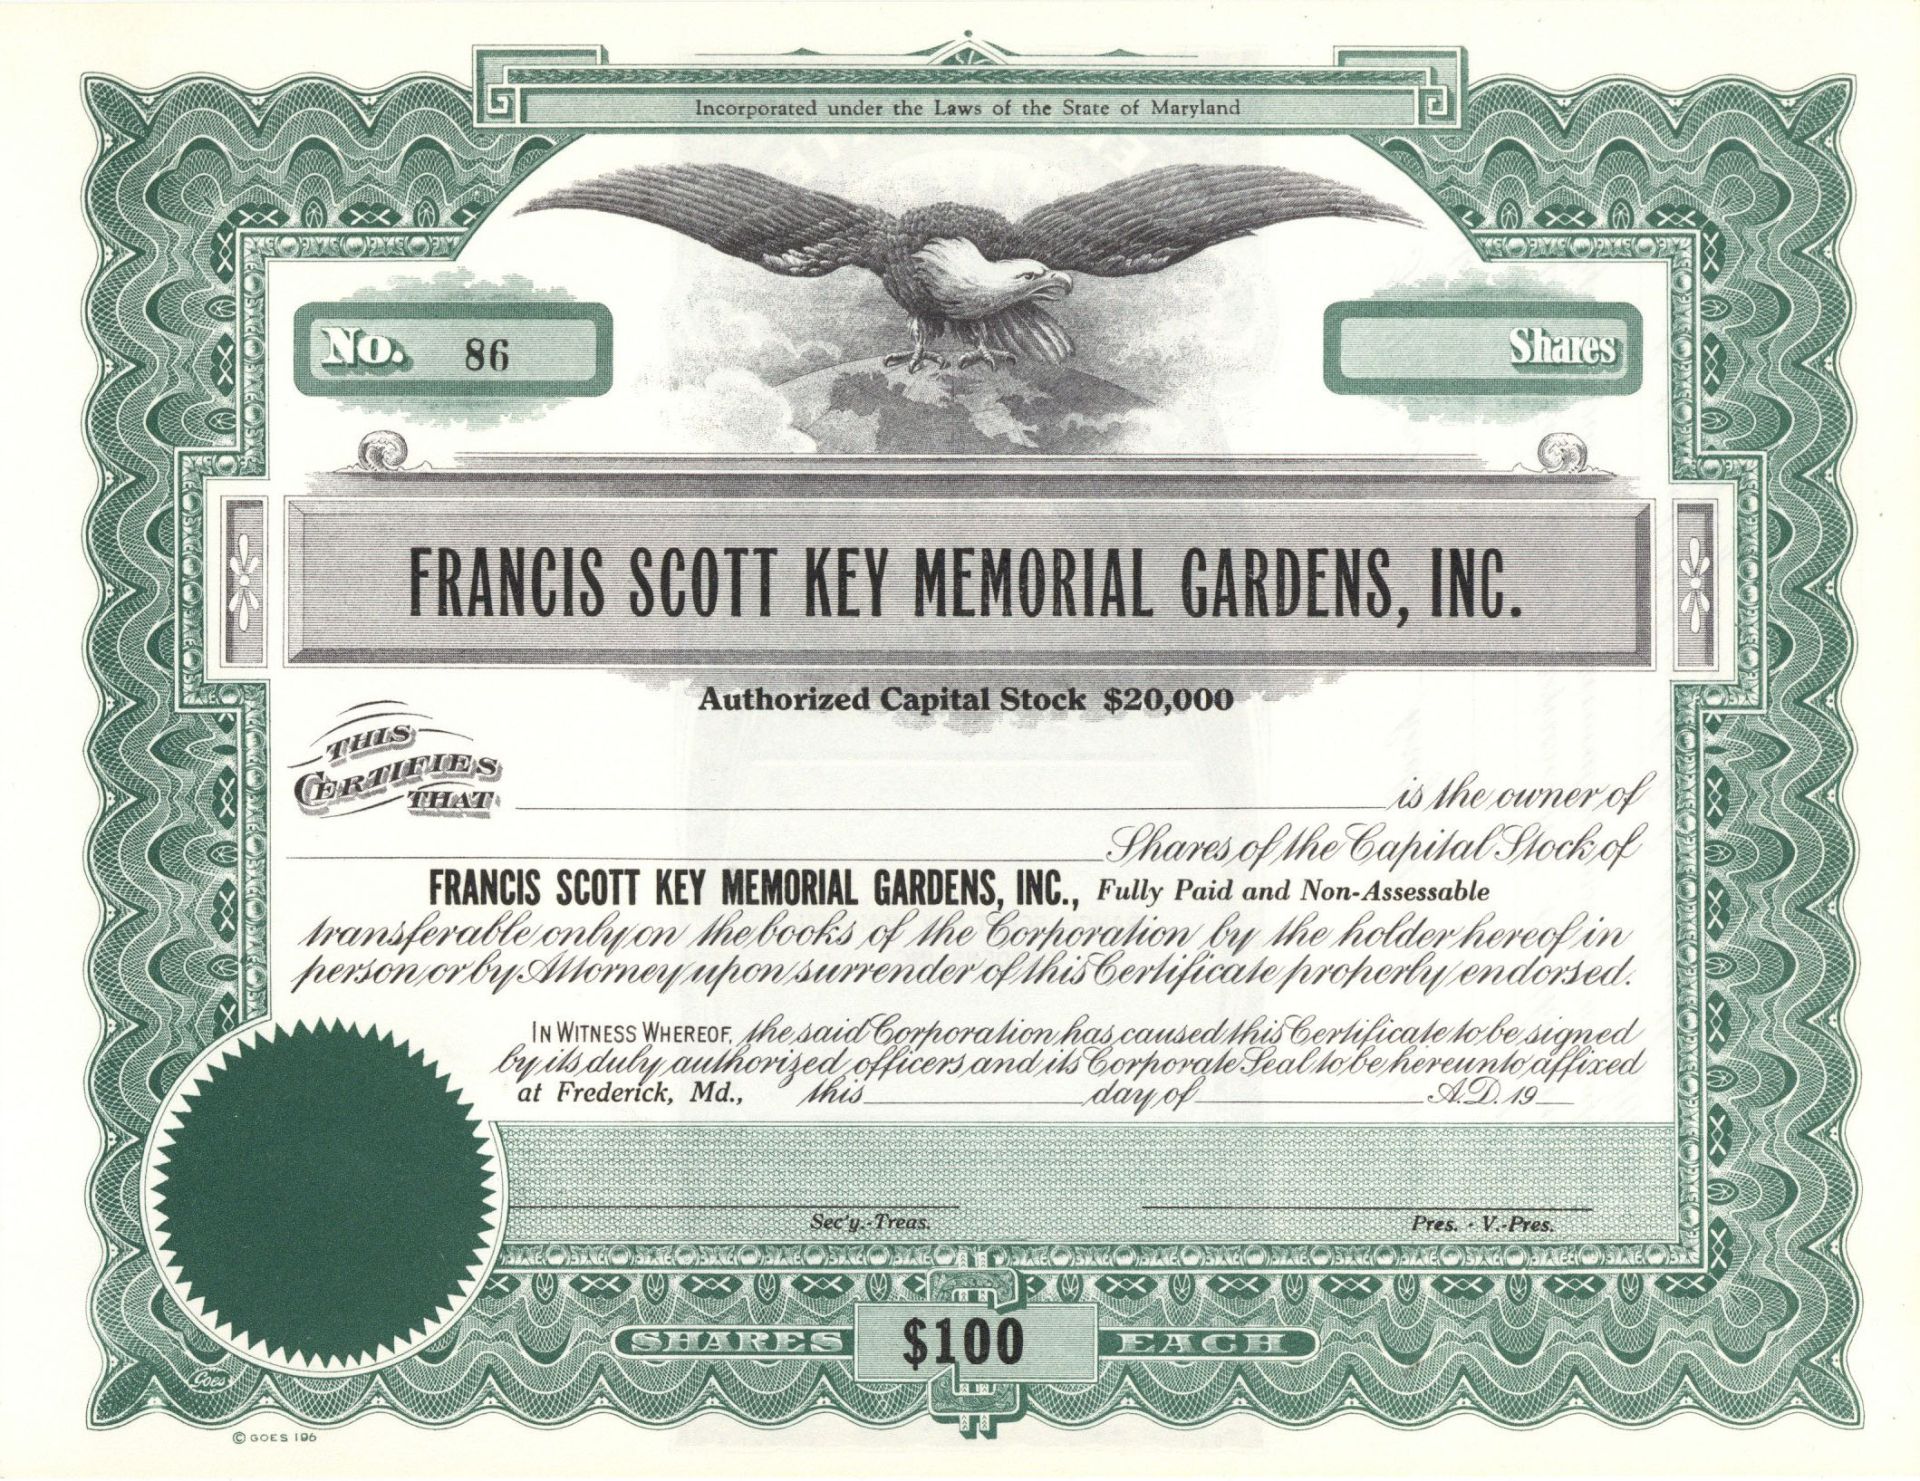 Incorporated under the Laws of the State of Maryland
No. 86
Shares
FRANCIS SCOTT KEY MEMORIAL GARDENS, INC.
Authorized Capital Stock $20,000
THIS
CERTIFIES
THAT
is the owner of
Shares of the Capital Stock of
FRANCIS SCOTT KEY MEMORIAL GARDENS, INC., Fully Paid and Non-Assessable
transferable only on the books of the Corporation by the holder hereof in
person or by Attorney upon surrender of this Certificate properly endorsed.
IN WITNESS WHEREOF, the said Corporation has caused this Certificate to be signed
by its duly authorized officers and its Corporate Seal to be hereunto affixed
at Frederick, Md., this day of A.D. 19
Sec'y.-Treas.
Pres. - V.-Pres.
SHARES $100 EACH
Goes
© GOES 106